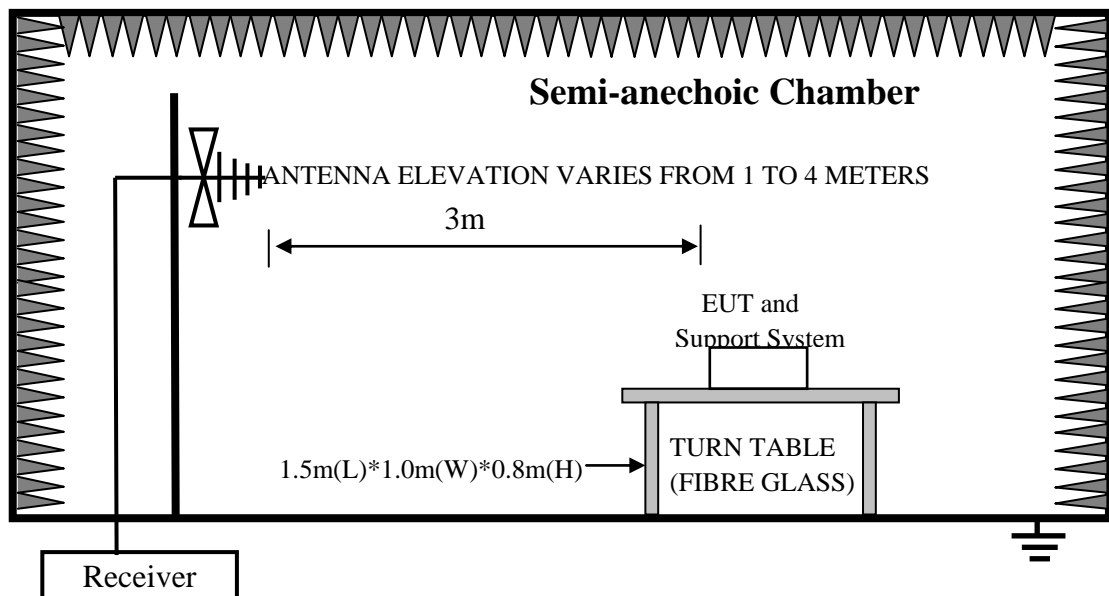 Semi-anechoic Chamber
ANTENNA ELEVATION VARIES FROM 1 TO 4 METERS
3m
EUT and
Support System
1.5m(L)*1.0m(W)*0.8m(H)
TURN TABLE
(FIBRE GLASS)
Receiver